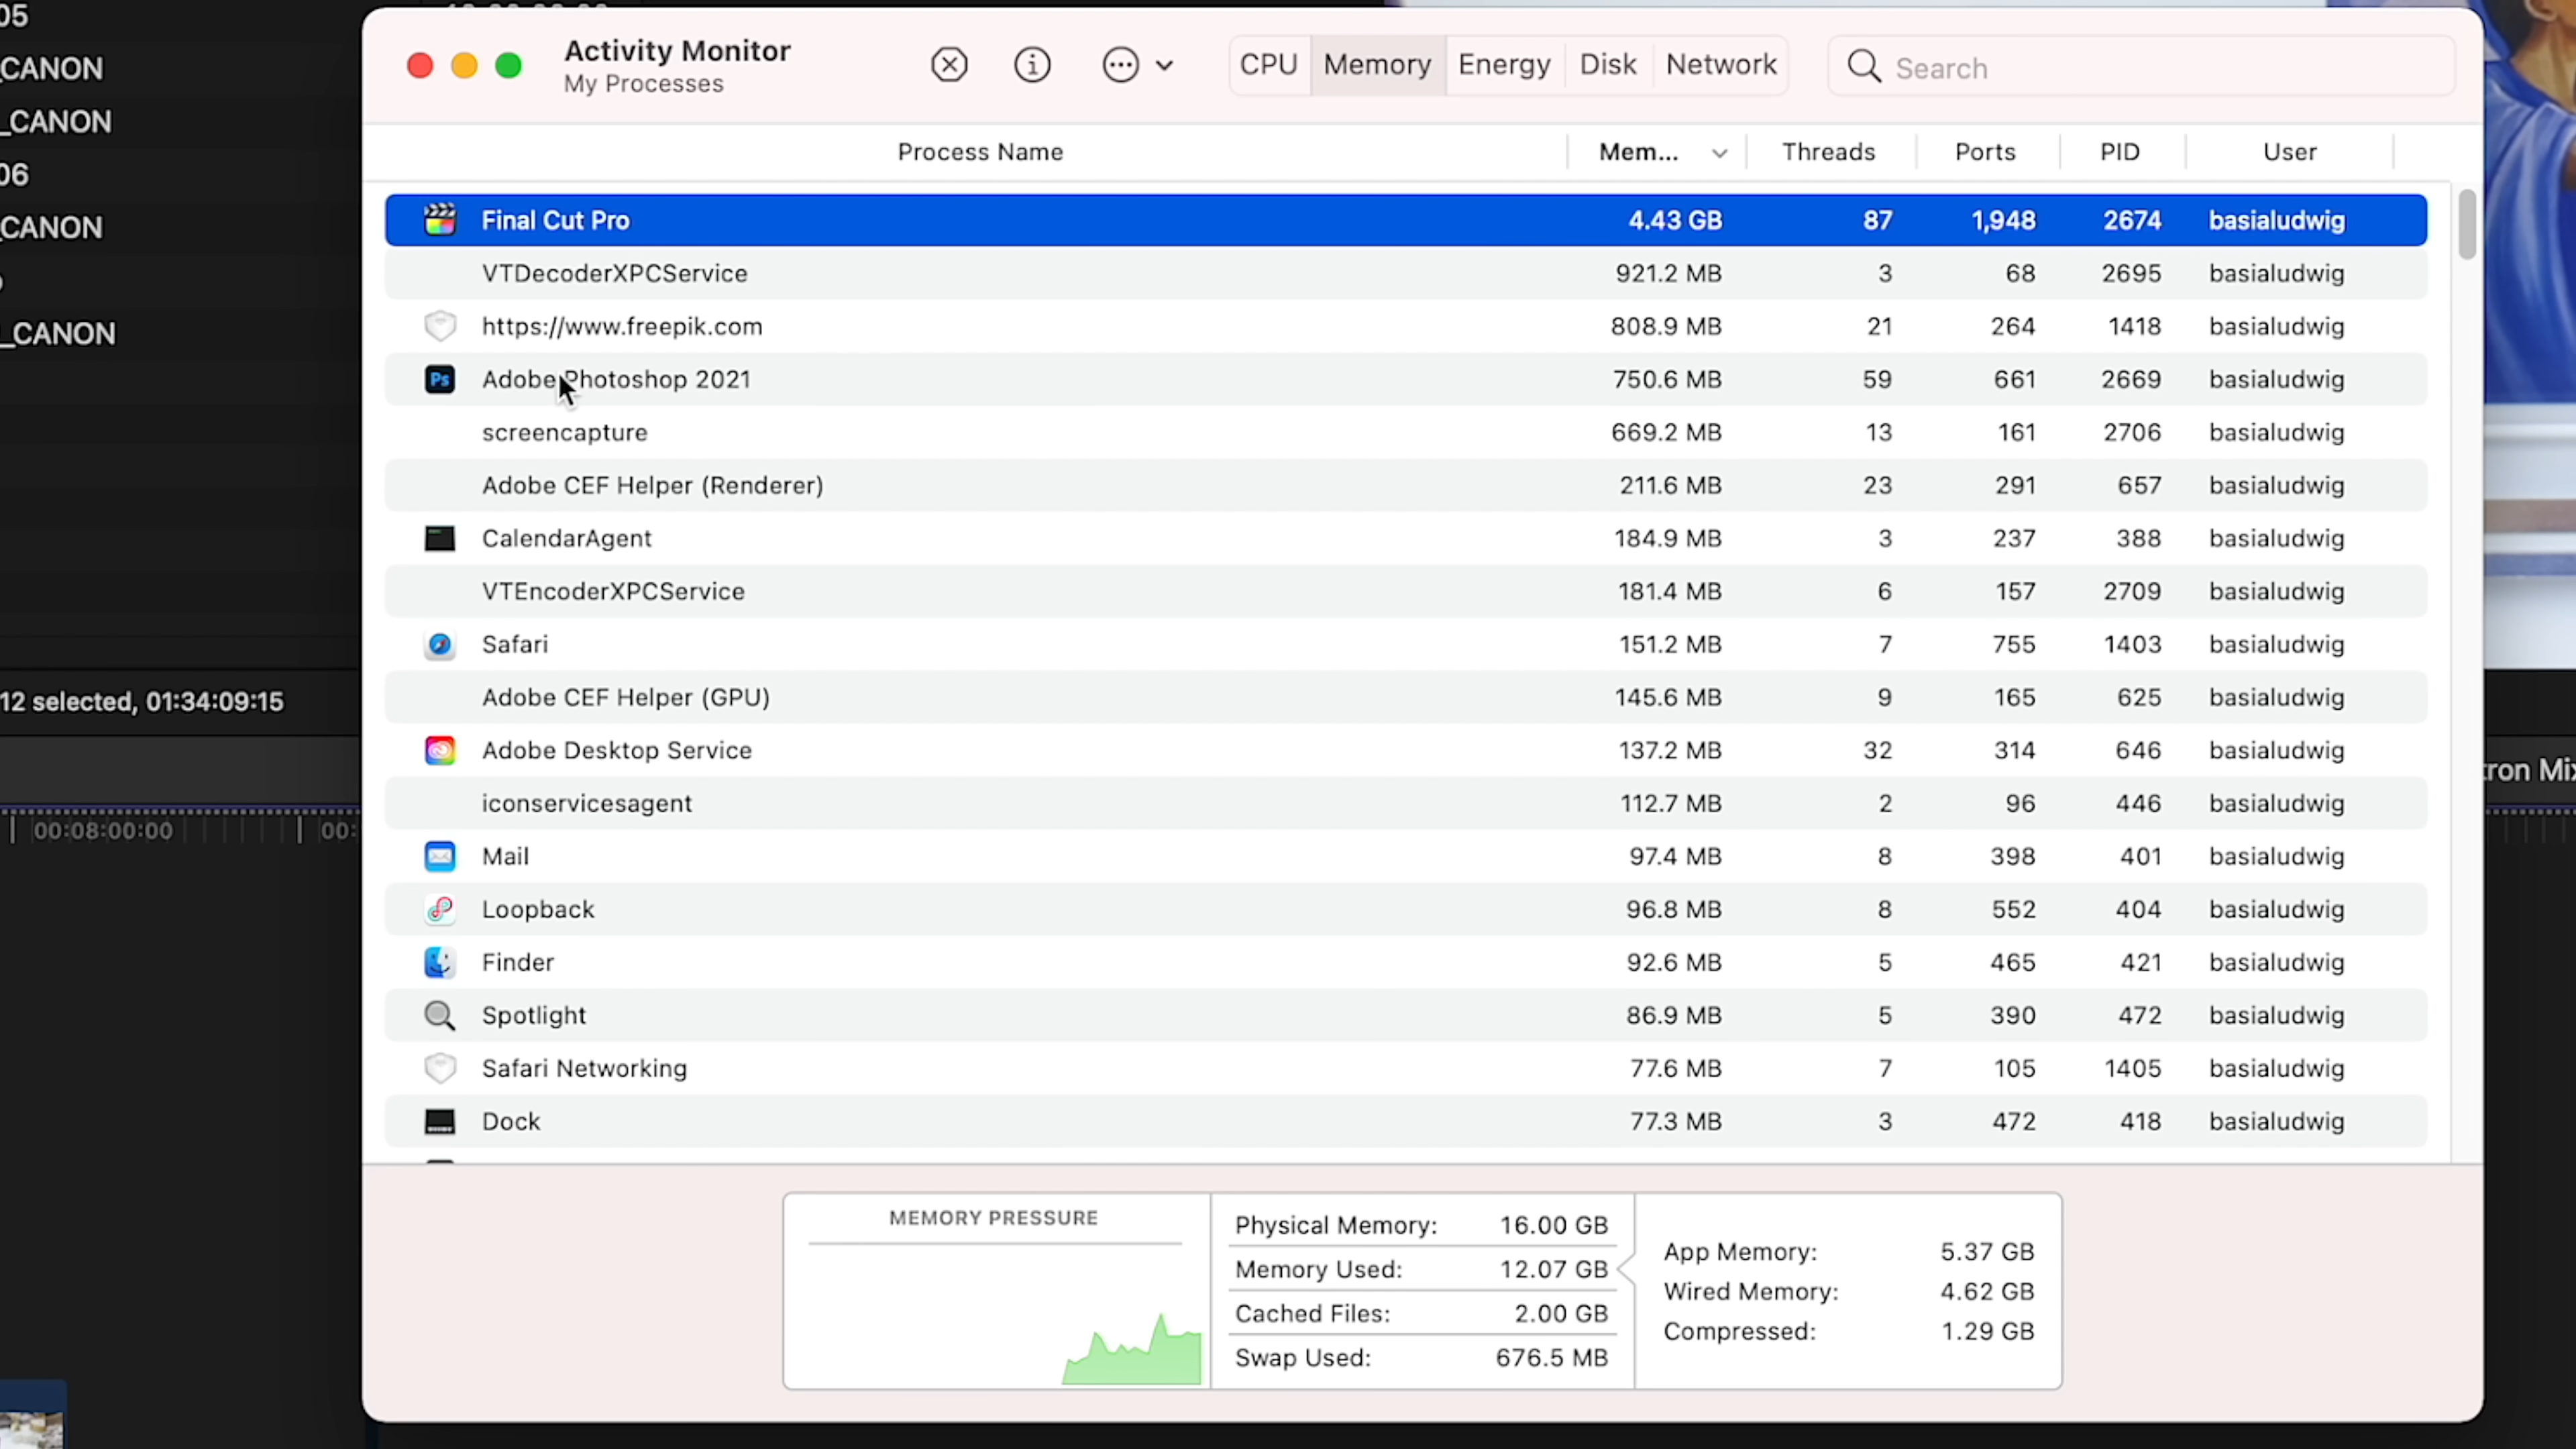 05
_CANON
_CANON
06
_CANON
_CANON
12 selected, 01:34:09:15
00:08:00:00
00:
Activity Monitor
My Processes
CPU Memory Energy Disk Network
Search
Process Name Mem... Threads Ports PID User
Final Cut Pro 4.43 GB 87 1,948 2674 basialudwig
VTDecoderXPCService 921.2 MB 3 68 2695 basialudwig
https://www.freepik.com 808.9 MB 21 264 1418 basialudwig
Ps Adobe Photoshop 2021 750.6 MB 59 661 2669 basialudwig
screencapture 669.2 MB 13 161 2706 basialudwig
Adobe CEF Helper (Renderer) 211.6 MB 23 291 657 basialudwig
CalendarAgent 184.9 MB 3 237 388 basialudwig
VTEncoderXPCService 181.4 MB 6 157 2709 basialudwig
Safari 151.2 MB 7 755 1403 basialudwig
Adobe CEF Helper (GPU) 145.6 MB 9 165 625 basialudwig
Adobe Desktop Service 137.2 MB 32 314 646 basialudwig
iconservicesagent 112.7 MB 2 96 446 basialudwig
Mail 97.4 MB 8 398 401 basialudwig
Loopback 96.8 MB 8 552 404 basialudwig
Finder 92.6 MB 5 465 421 basialudwig
Spotlight 86.9 MB 5 390 472 basialudwig
Safari Networking 77.6 MB 7 105 1405 basialudwig
Dock 77.3 MB 3 472 418 basialudwig
MEMORY PRESSURE
Physical Memory: 16.00 GB
Memory Used: 12.07 GB
Cached Files: 2.00 GB
Swap Used: 676.5 MB
App Memory: 5.37 GB
Wired Memory: 4.62 GB
Compressed: 1.29 GB
tron Mix